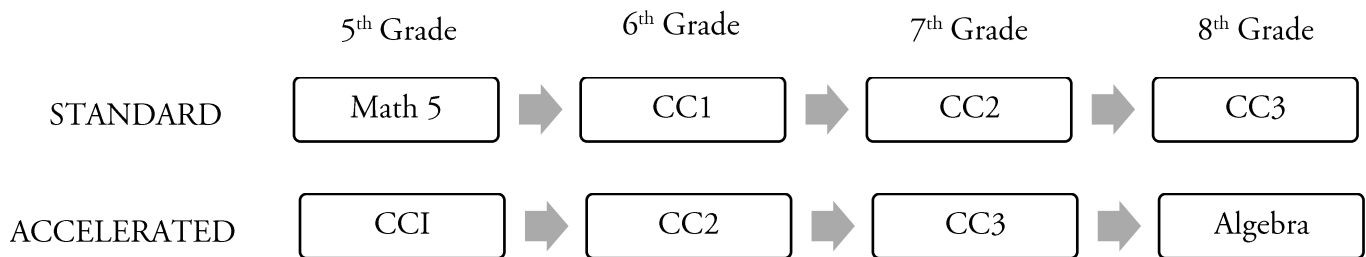 5th Grade 6th Grade 7th Grade 8th Grade
STANDARD Math 5 CC1 CC2 CC3
ACCELERATED CCI CC2 CC3 Algebra